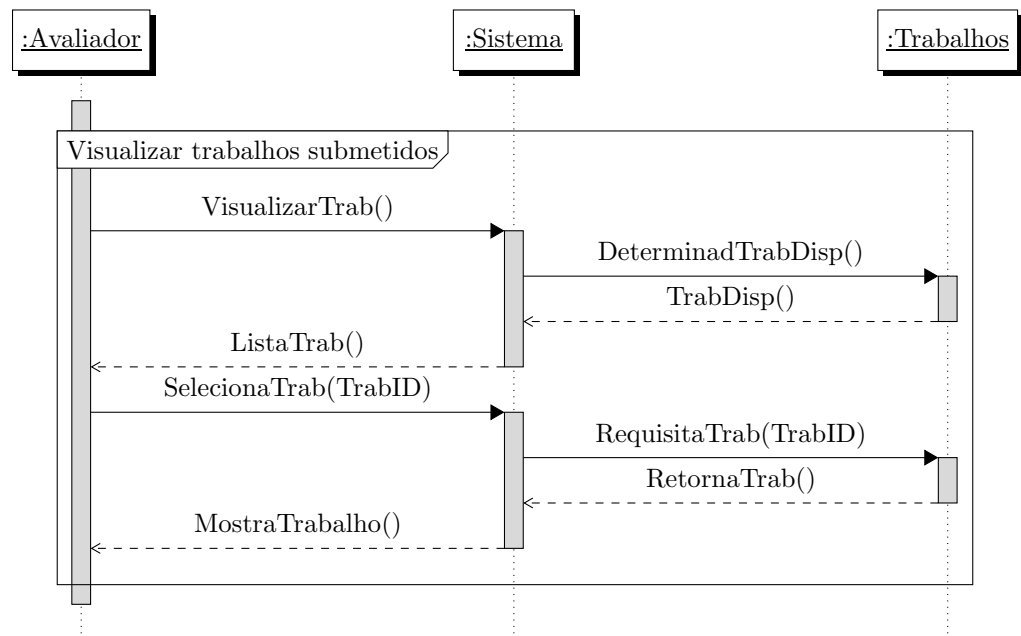 :Avaliador
:Sistema
:Trabalhos
Visualizar trabalhos submetidos
VisualizarTrab()
DeterminadTrabDisp()
TrabDisp()
ListaTrab()
SelecionaTrab(TrabID)
RequisitaTrab(TrabID)
RetornaTrab()
MostraTrabalho()